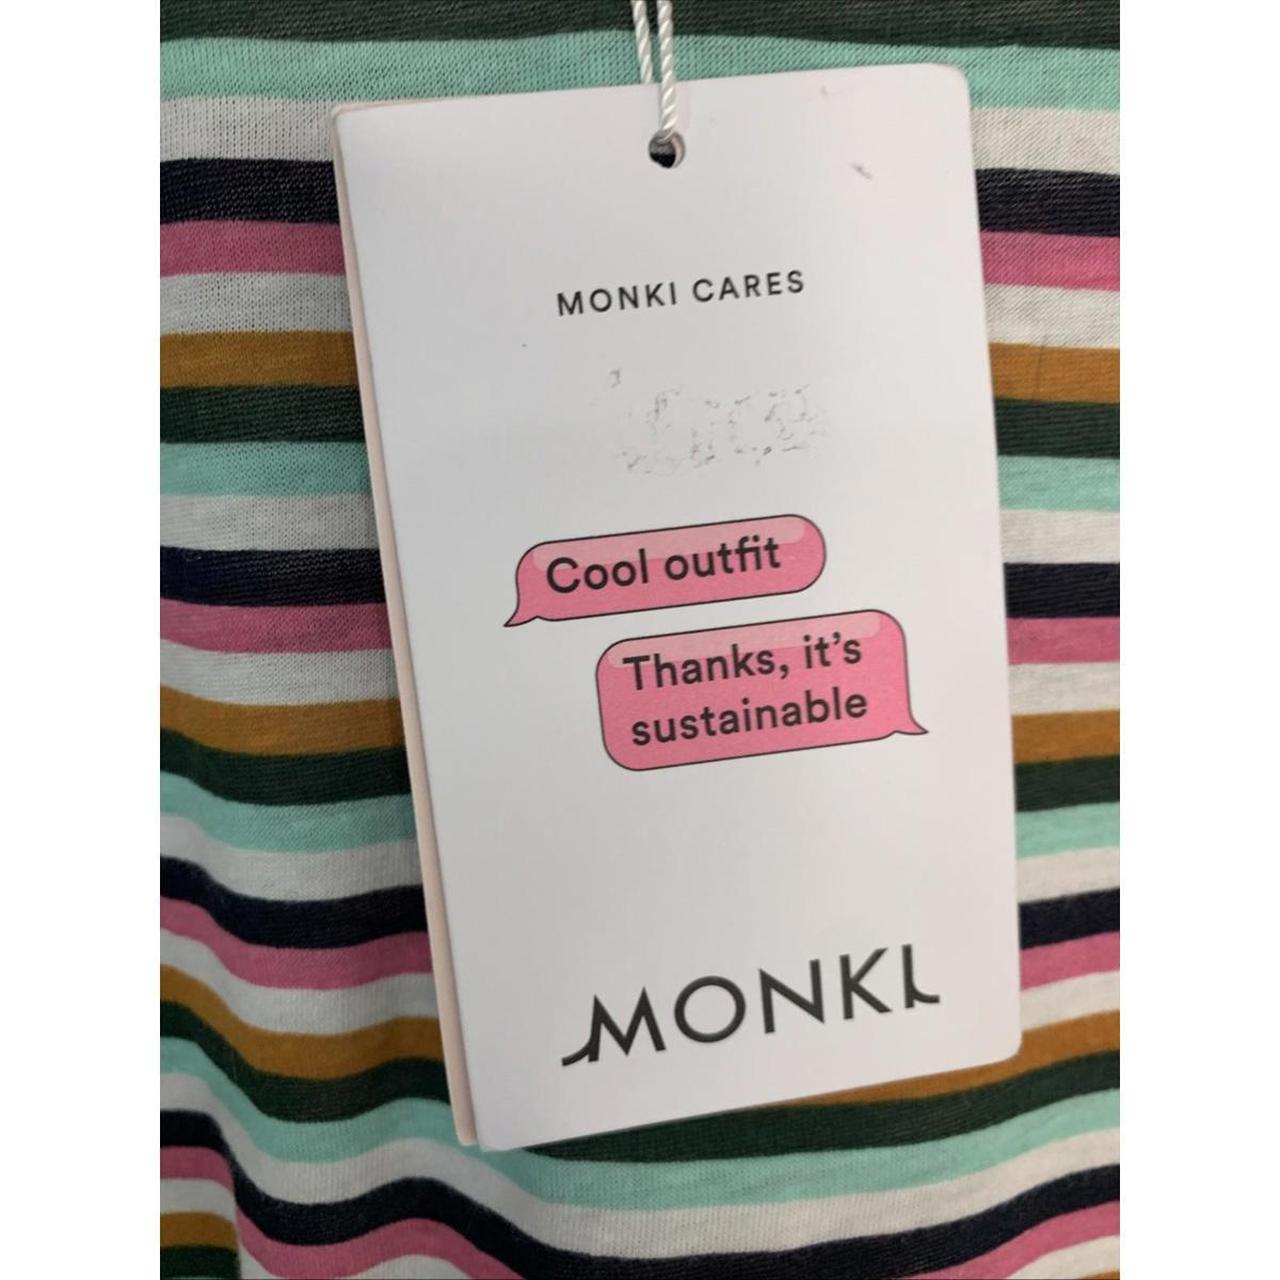 MONKI CARES
Cool outfit
Thanks, it's
sustainable
MONKI